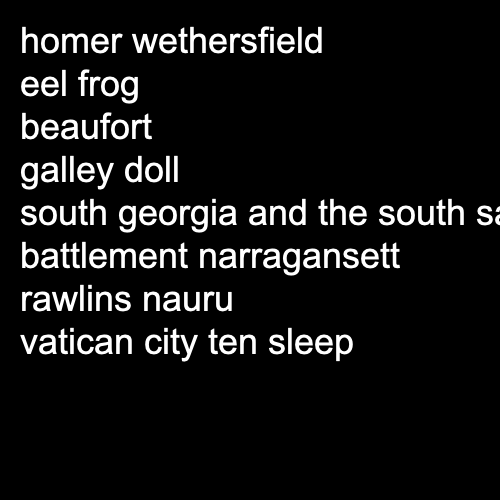 homer wethersfield
eel frog
beaufort
galley doll
south georgia and the south
battlement narragansett
rawlins nauru
vatican city ten sleep